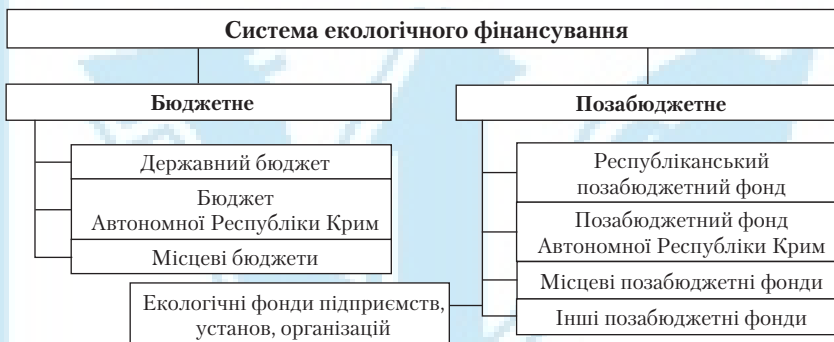 Система екологічного фінансування
Бюджетне
Державний бюджет
Бюджет
Автономної Республіки Крим
Місцеві бюджети
Позабюджетне
Республіканський
позабюджетний фонд
Позабюджетний фонд
Автономної Республіки Крим
Місцеві позабюджетні фонди
Інші позабюджетні фонди
Екологічні фонди підприємств,
установ, організацій